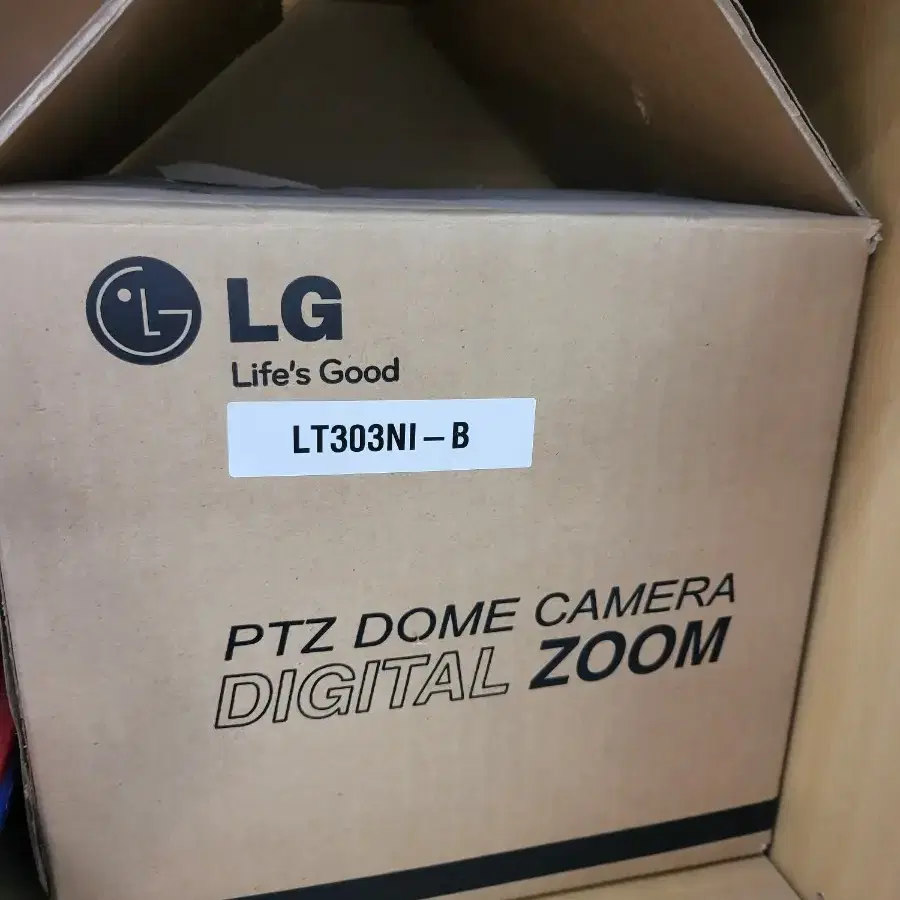 LG
Life's Good
LT303NI – B
PTZ DOME CAMERA
DIGITAL ZOOM